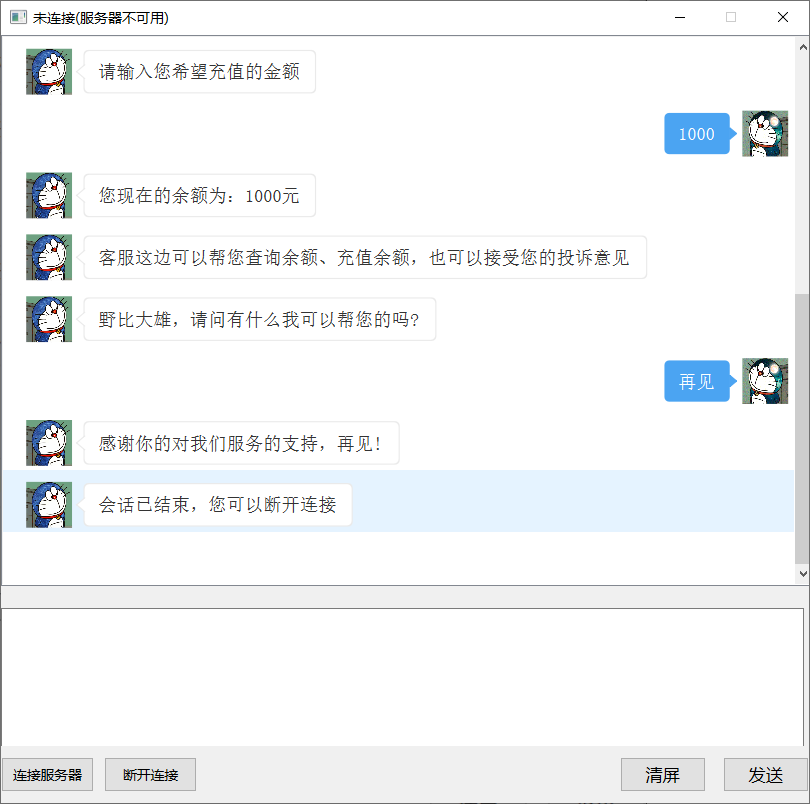 未连接(服务器不可用)
请输入您希望充值的金额
1000
您现在的余额为：1000元
客服这边可以帮您查询余额、充值余额，也可以接受您的投诉意见
野比大雄，请问有什么我可以帮您的吗?
再见
感谢你的对我们服务的支持，再见！
会话已结束，您可以断开连接
连接服务器 断开连接 清屏 发送